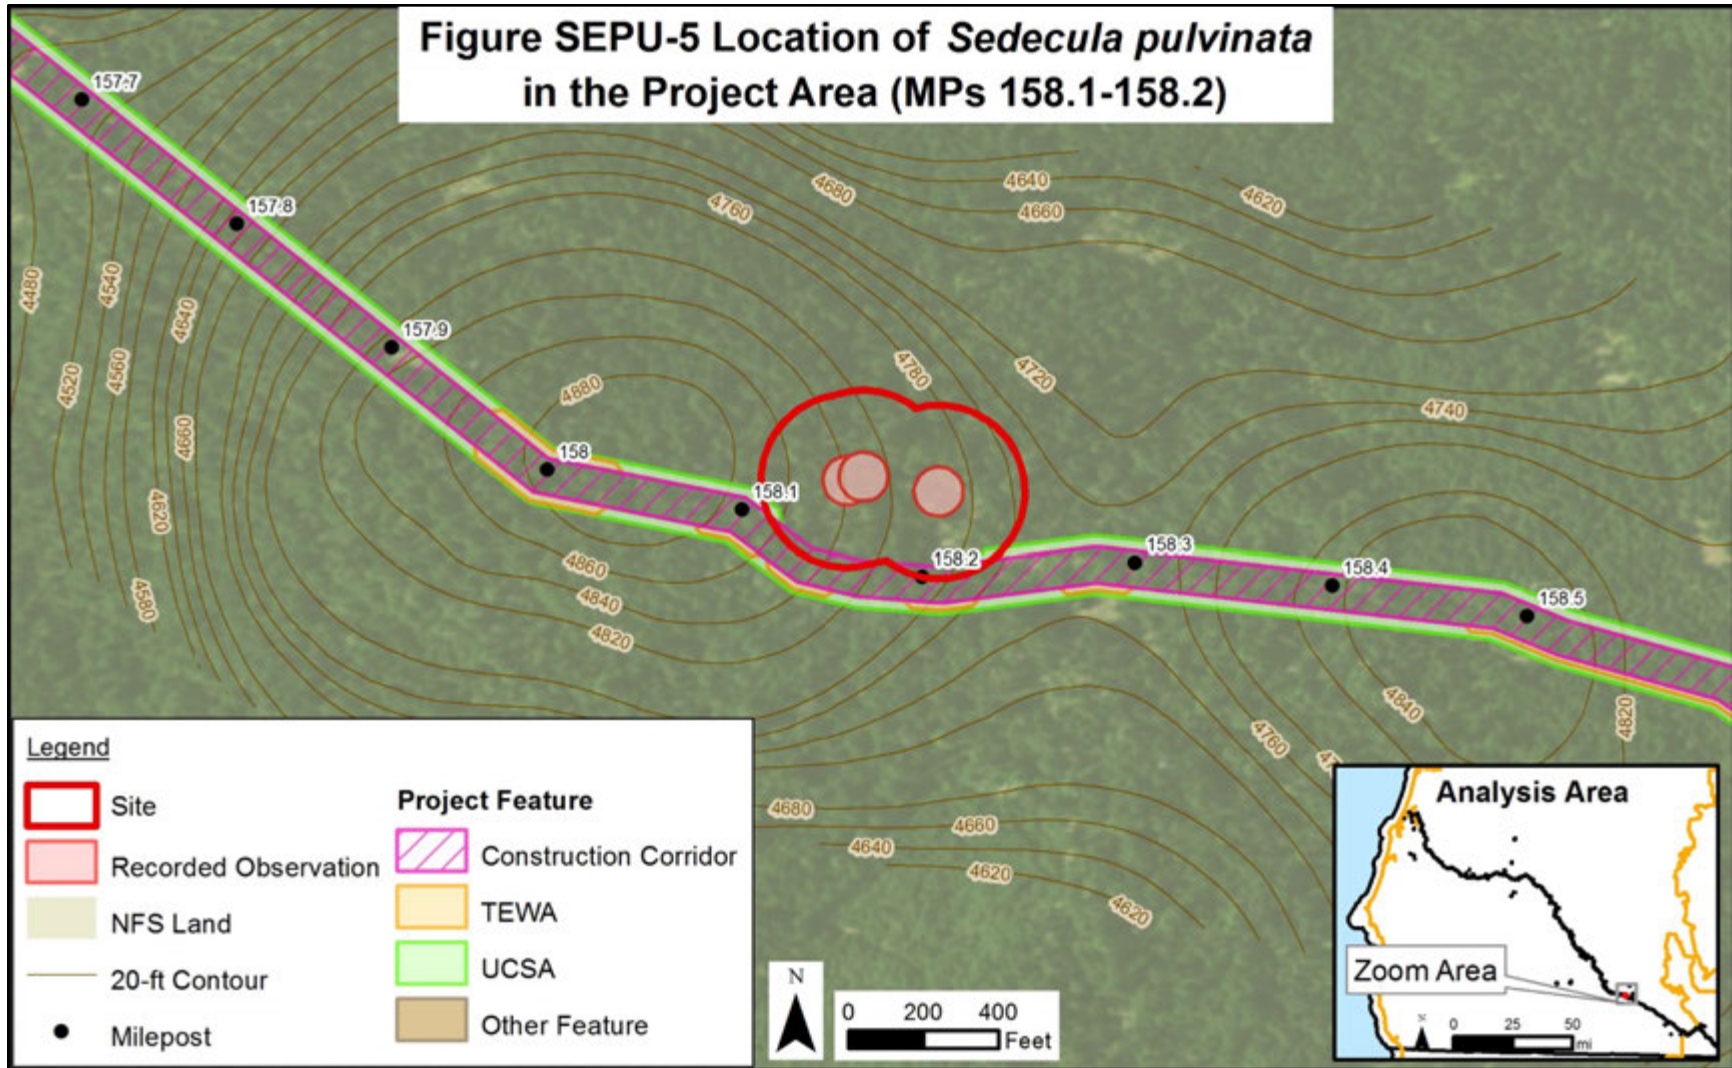 Figure SEPU-5 Location of Sedecula pulvinata
in the Project Area (MPs 158.1-158.2)
157.7
157.8
157.9
158
158.1
158.2
158.3
158.4
158.5
4680
4640
4620
4760
4660
4480
4540
4640
4520
4560
4660
4620
4580
4880
4780
4720
4740
4860
4840
4820
4840
4820
4760
4680
4660
4640
4620
4620
Legend
Site
Recorded Observation
NFS Land
20-ft Contour
Milepost
Project Feature
Construction Corridor
TEWA
UCSA
Other Feature
N
0 200 400
Feet
Analysis Area
Zoom Area
N
0 25 50
mi